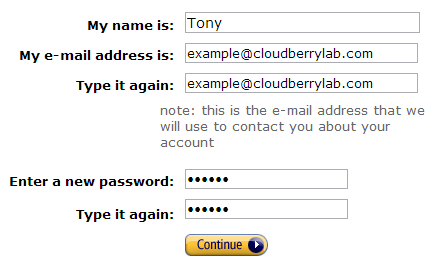 My name is: Tony
My e-mail address is: example@cloudberrylab.com
Type it again: example@cloudberrylab.com
note: this is the e-mail address that we
will use to contact you about your
account
Enter a new password: ••••••
Type it again: ••••••
Continue